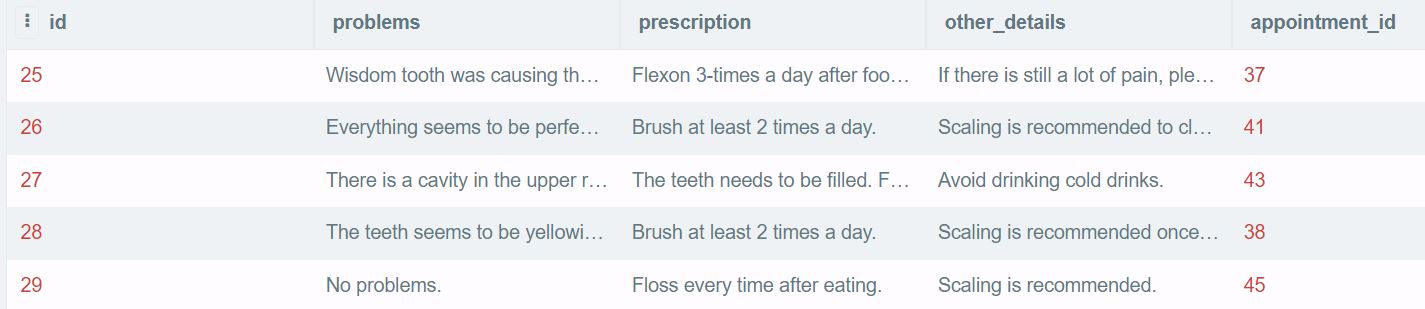 id problems prescription other_details appointment_id
25 Wisdom tooth was causing th… Flexon 3-times a day after foo… If there is still a lot of pain, ple… 37
26 Everything seems to be perfe… Brush at least 2 times a day. Scaling is recommended to cl… 41
27 There is a cavity in the upper r… The teeth needs to be filled. F… Avoid drinking cold drinks. 43
28 The teeth seems to be yellowi… Brush at least 2 times a day. Scaling is recommended once… 38
29 No problems. Floss every time after eating. Scaling is recommended. 45